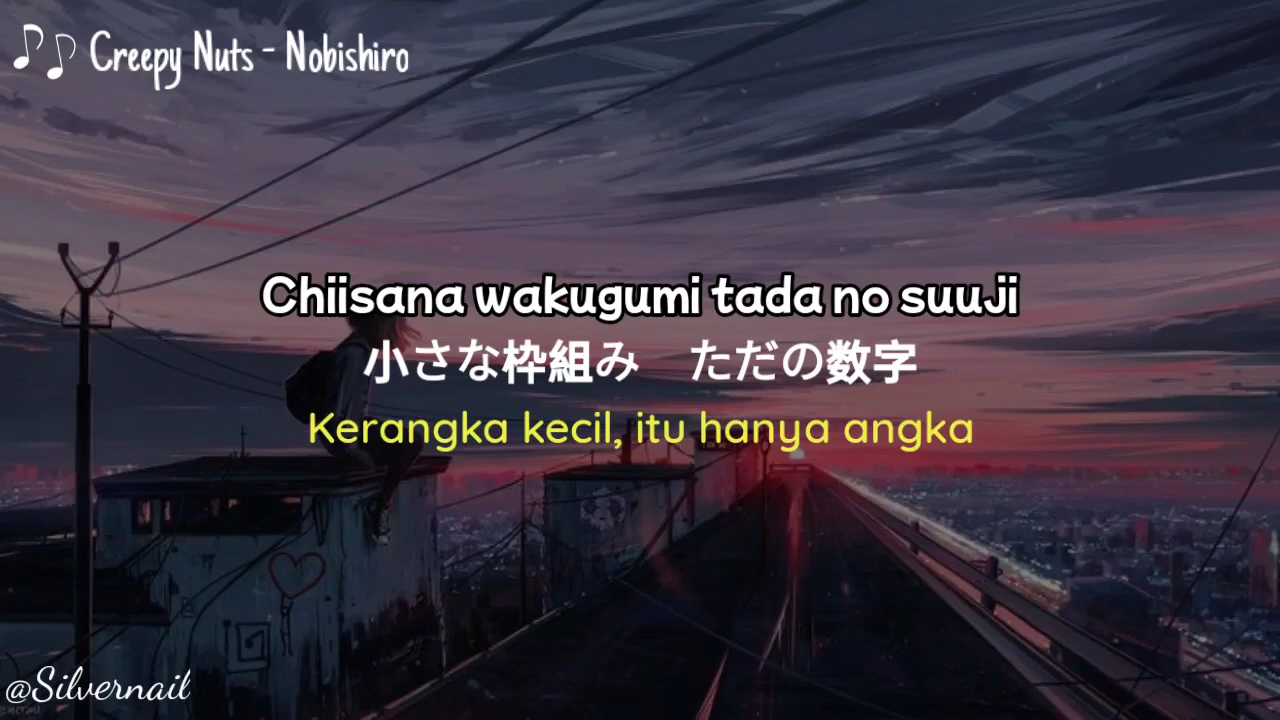 Creepy Nuts - Nobishiro
Chiisana wakugumi tada no suuji
小さな枠組み　ただの数字
Kerangka kecil, itu hanya angka
@Silvernail